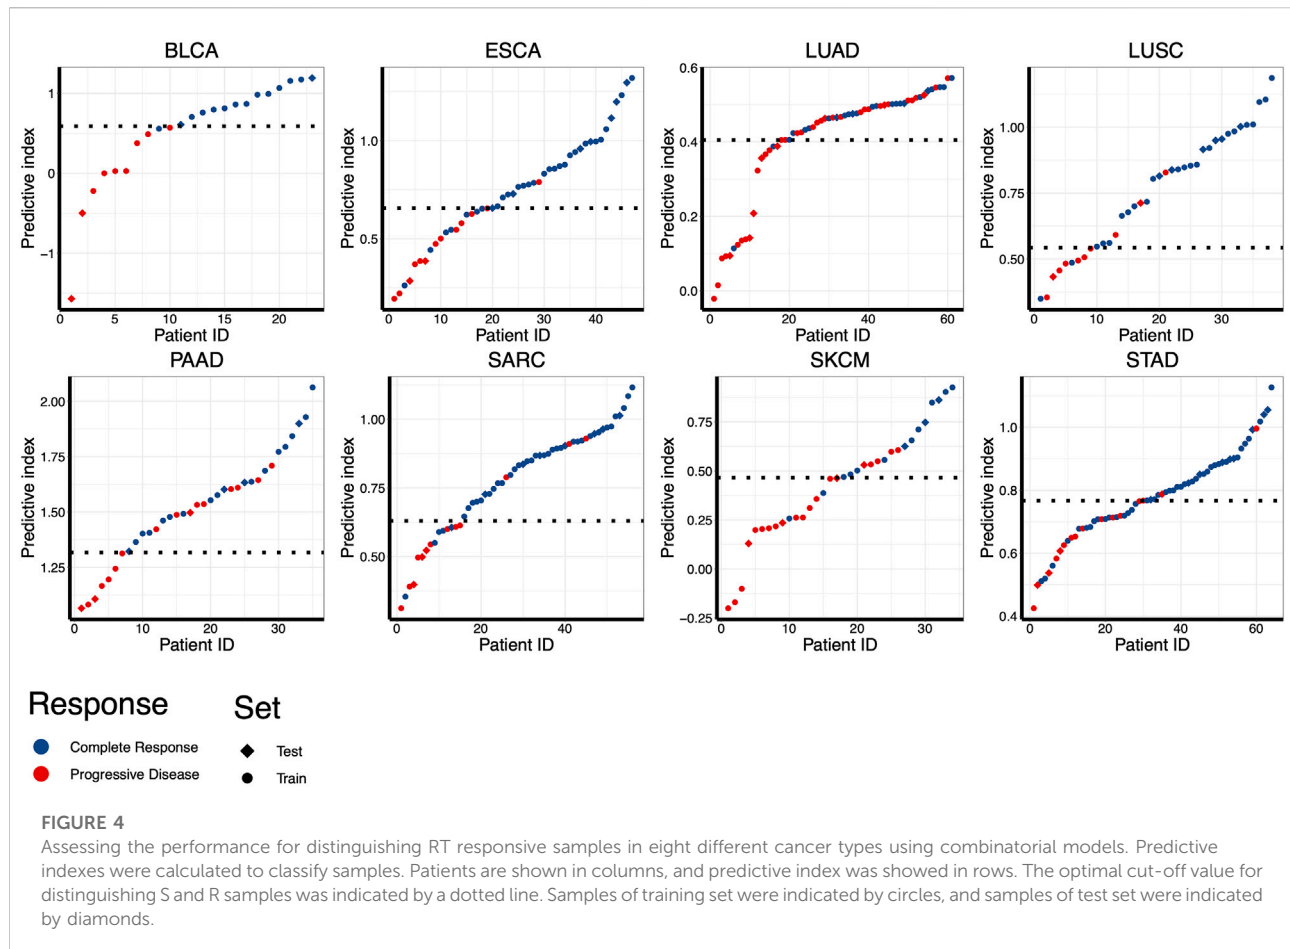 BLCA ESCA LUAD LUSC
Predictive index
1
0
−1
0 5 10 15 20
Patient ID
Predictive index
1.0
0.5
0 20 40
Patient ID
Predictive index
0.6
0.4
0.2
0.0
0 20 40 60
Patient ID
Predictive index
1.00
0.75
0.50
0 10 20 30
Patient ID
PAAD SARC SKCM STAD
Predictive index
2.00
1.75
1.50
1.25
0 10 20 30
Patient ID
Predictive index
1.00
0.75
0.50
0 20 40
Patient ID
Predictive index
0.75
0.50
0.25
0.00
−0.25
0 10 20 30
Patient ID
Predictive index
1.0
0.8
0.6
0.4
0 20 40 60
Patient ID
Response Set
Complete Response Test
Progressive Disease Train
FIGURE 4
Assessing the performance for distinguishing RT responsive samples in eight different cancer types using combinatorial models. Predictive
indexes were calculated to classify samples. Patients are shown in columns, and predictive index was showed in rows. The optimal cut-off value for
distinguishing S and R samples was indicated by a dotted line. Samples of training set were indicated by circles, and samples of test set were indicated
by diamonds.